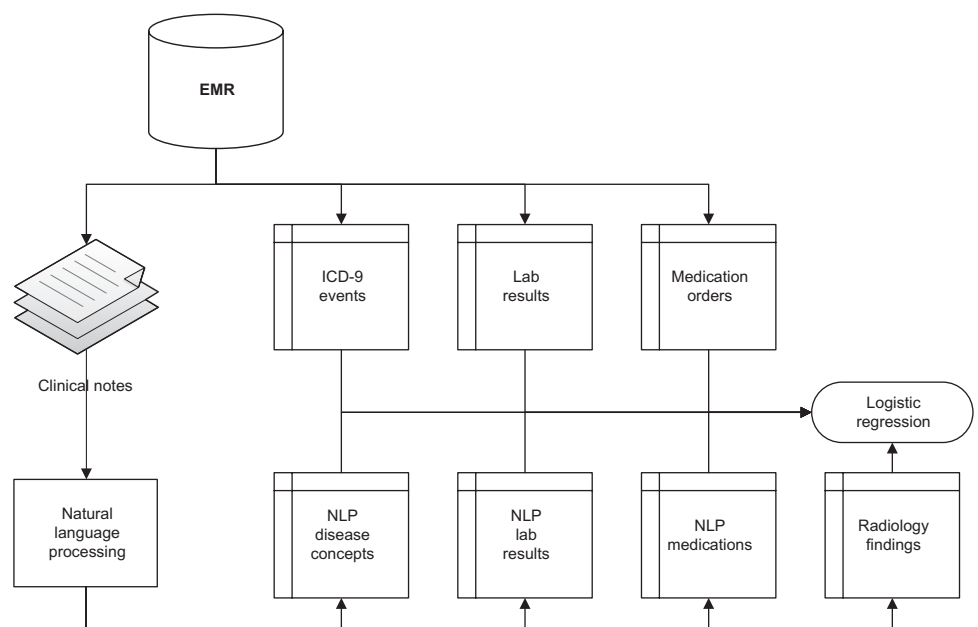 EMR
ICD-9
events
Lab
results
Medication
orders
Clinical notes
Logistic
regression
Natural
language
processing
NLP
disease
concepts
NLP
lab
results
NLP
medications
Radiology
findings